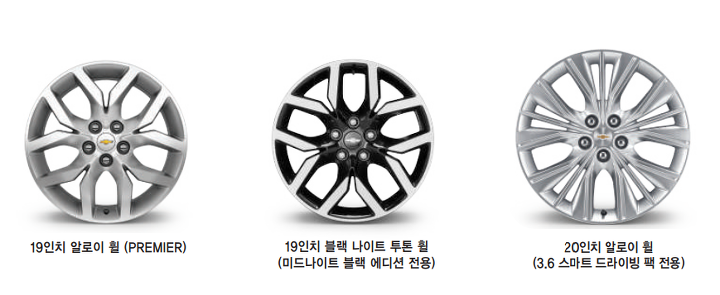 19인치 알로이 휠 (PREMIER)
19인치 블랙 나이트 투톤 휠
(미드나이트 블랙 에디션 전용)
20인치 알로이 휠
(3.6 스마트 드라이빙 팩 전용)